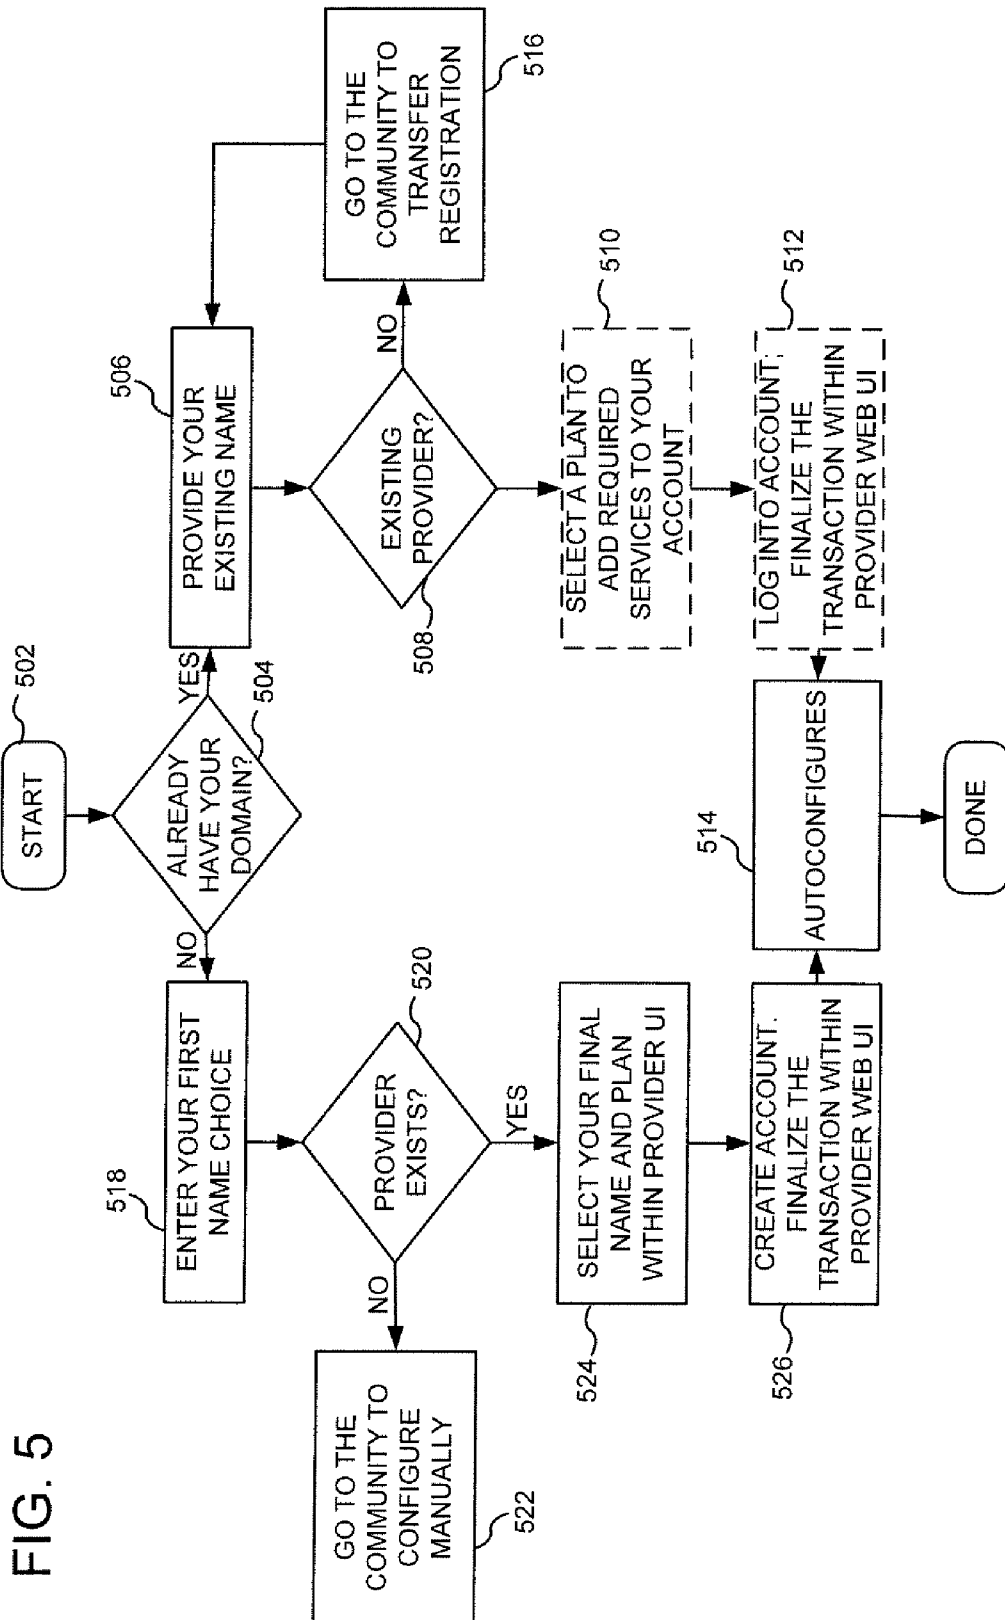 FIG. 5
START
502
ALREADY
HAVE YOUR
DOMAIN?
504
YES
NO
PROVIDE YOUR
EXISTING NAME
506
EXISTING
PROVIDER?
508
NO
GO TO THE
COMMUNITY TO
TRANSFER
REGISTRATION
516
SELECT A PLAN TO
ADD REQUIRED
SERVICES TO YOUR
ACCOUNT
510
LOG INTO ACCOUNT;
FINALIZE THE
TRANSACTION WITHIN
PROVIDER WEB UI
512
ENTER YOUR FIRST
NAME CHOICE
518
PROVIDER
EXISTS?
520
NO
YES
GO TO THE
COMMUNITY TO
CONFIGURE
MANUALLY
522
SELECT YOUR FINAL
NAME AND PLAN
WITHIN PROVIDER UI
524
CREATE ACCOUNT.
FINALIZE THE
TRANSACTION WITHIN
PROVIDER WEB UI
526
AUTOCONFIGURES
514
DONE